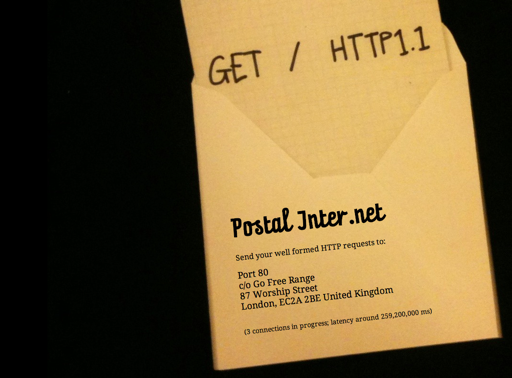 GET / HTTP1.1
Postal Inter.net
Send your well formed HTTP requests to:
Port 80
c/o Go Free Range
87 Worship Street
London, EC2A 2BE United Kingdom
(3 connections in progress; latency around 259,200,000 ms)